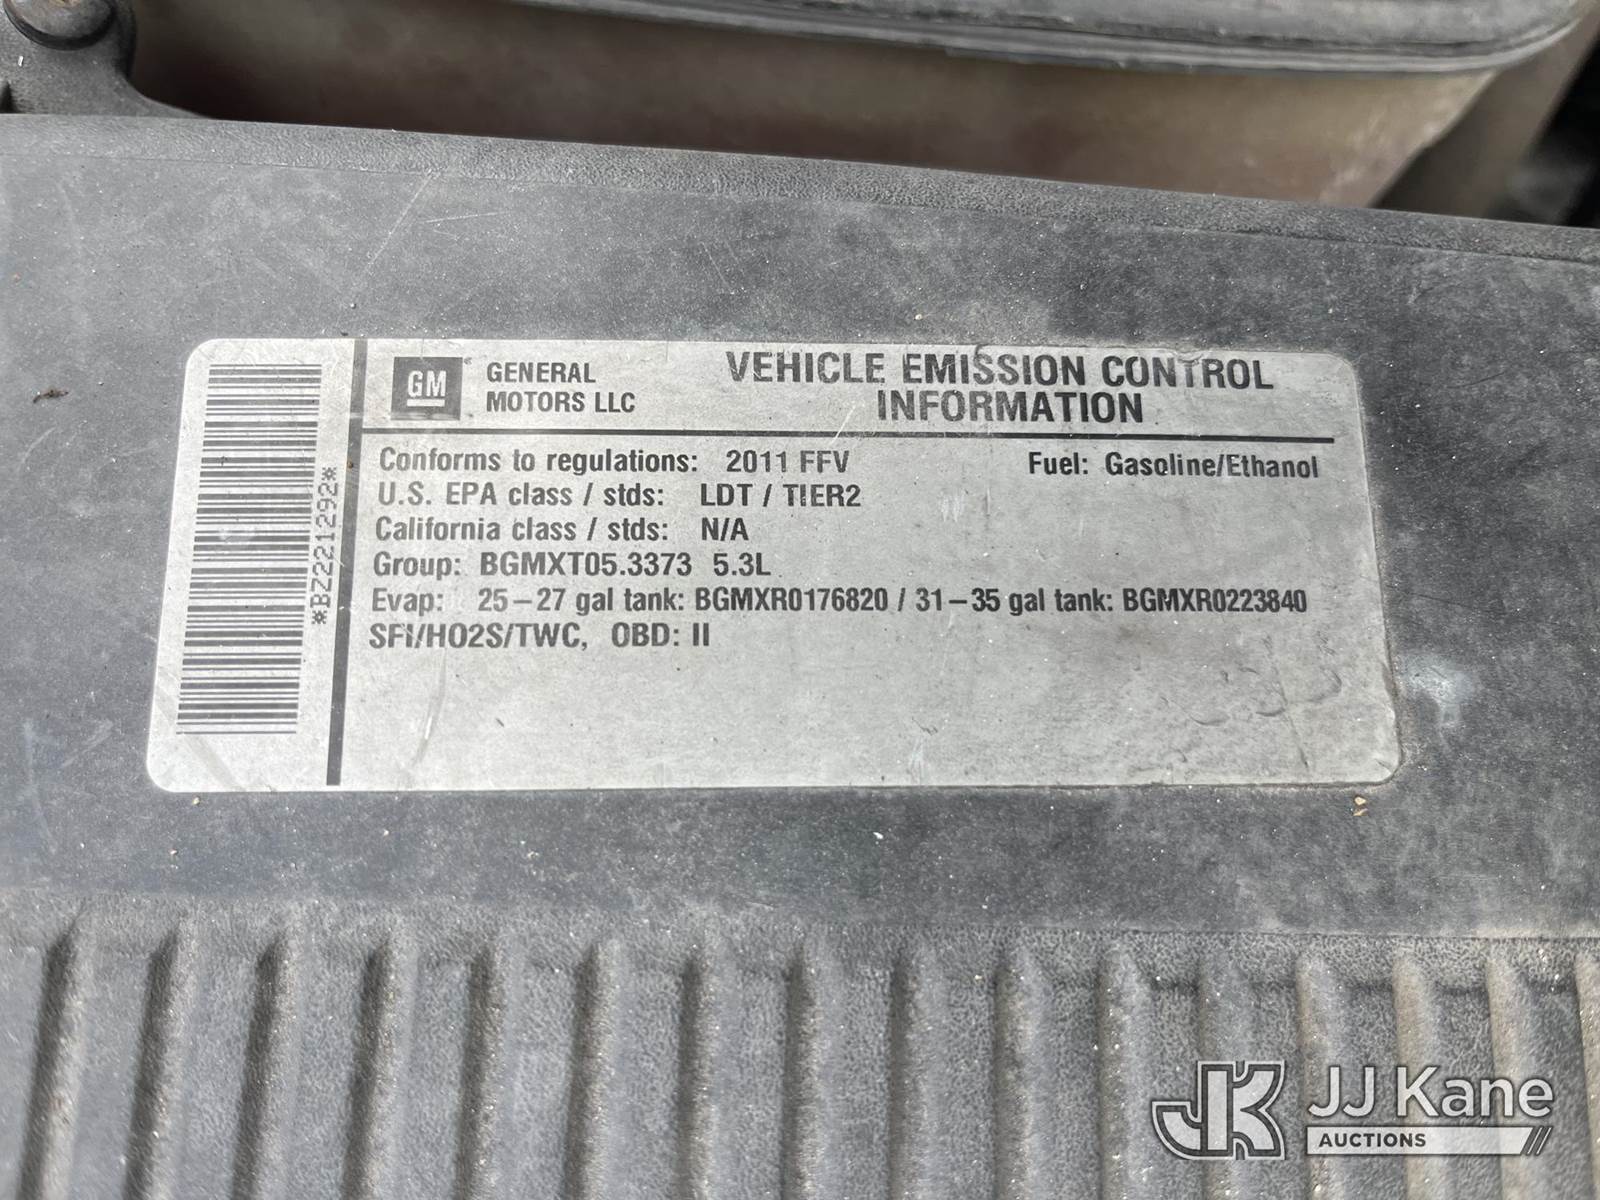 *BZ221292*
GM GENERAL MOTORS LLC
VEHICLE EMISSION CONTROL
INFORMATION
Conforms to regulations: 2011 FFV Fuel: Gasoline/Ethanol
U.S. EPA class / stds: LDT / TIER2
California class / stds: N/A
Group: BGMXT05.3373 5.3L
Evap: 25-27 gal tank: BGMXR0176820 / 31-35 gal tank: BGMXR0223840
SFI/HO2S/TWC, OBD: II
JK JJ Kane
AUCTIONS